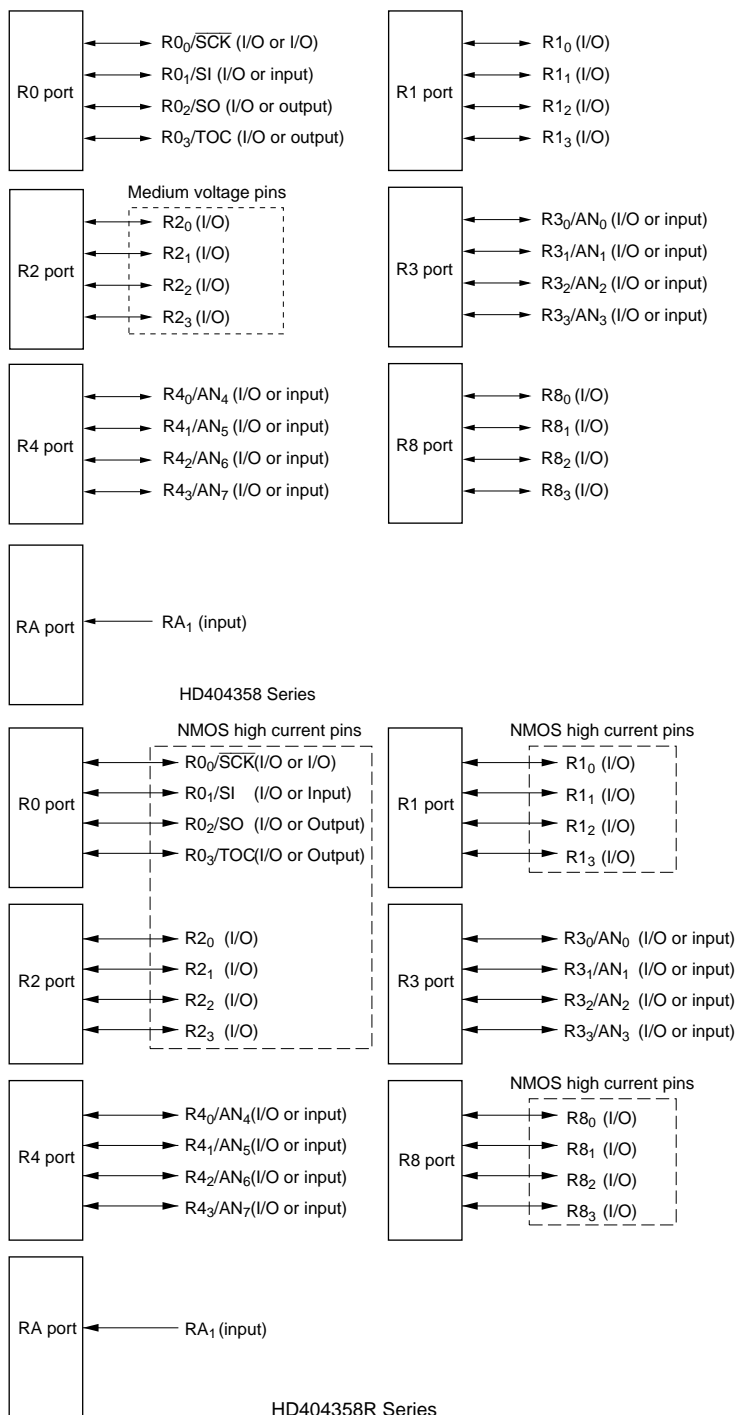 R0 port
R0₀/S̅C̅K̅ (I/O or I/O)
R0₁/SI (I/O or input)
R0₂/SO (I/O or output)
R0₃/TOC (I/O or output)
R1 port
R1₀ (I/O)
R1₁ (I/O)
R1₂ (I/O)
R1₃ (I/O)
Medium voltage pins
R2 port
R2₀ (I/O)
R2₁ (I/O)
R2₂ (I/O)
R2₃ (I/O)
R3 port
R3₀/AN₀ (I/O or input)
R3₁/AN₁ (I/O or input)
R3₂/AN₂ (I/O or input)
R3₃/AN₃ (I/O or input)
R4 port
R4₀/AN₄ (I/O or input)
R4₁/AN₅ (I/O or input)
R4₂/AN₆ (I/O or input)
R4₃/AN₇ (I/O or input)
R8 port
R8₀ (I/O)
R8₁ (I/O)
R8₂ (I/O)
R8₃ (I/O)
RA port
RA₁ (input)
HD404358 Series
NMOS high current pins
R0 port
R0₀/S̅C̅K̅(I/O or I/O)
R0₁/SI (I/O or Input)
R0₂/SO (I/O or Output)
R0₃/TOC(I/O or Output)
NMOS high current pins
R1 port
R1₀ (I/O)
R1₁ (I/O)
R1₂ (I/O)
R1₃ (I/O)
R2 port
R2₀ (I/O)
R2₁ (I/O)
R2₂ (I/O)
R2₃ (I/O)
R3 port
R3₀/AN₀ (I/O or input)
R3₁/AN₁ (I/O or input)
R3₂/AN₂ (I/O or input)
R3₃/AN₃ (I/O or input)
R4 port
R4₀/AN₄(I/O or input)
R4₁/AN₅(I/O or input)
R4₂/AN₆(I/O or input)
R4₃/AN₇(I/O or input)
NMOS high current pins
R8 port
R8₀ (I/O)
R8₁ (I/O)
R8₂ (I/O)
R8₃ (I/O)
RA port
RA₁ (input)
HD404358R Series